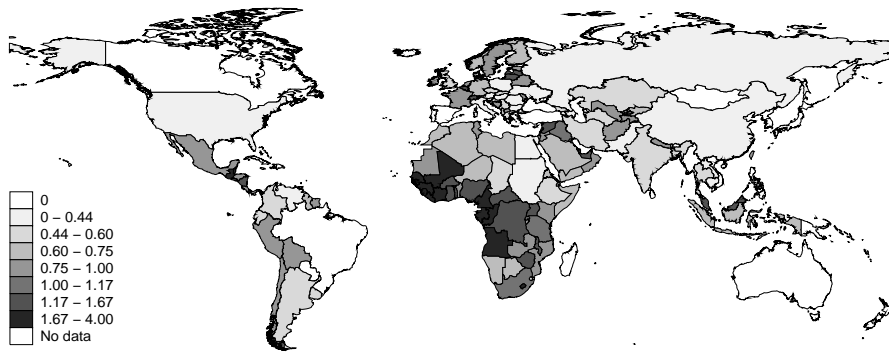 0
0 – 0.44
0.44 – 0.60
0.60 – 0.75
0.75 – 1.00
1.00 – 1.17
1.17 – 1.67
1.67 – 4.00
No data